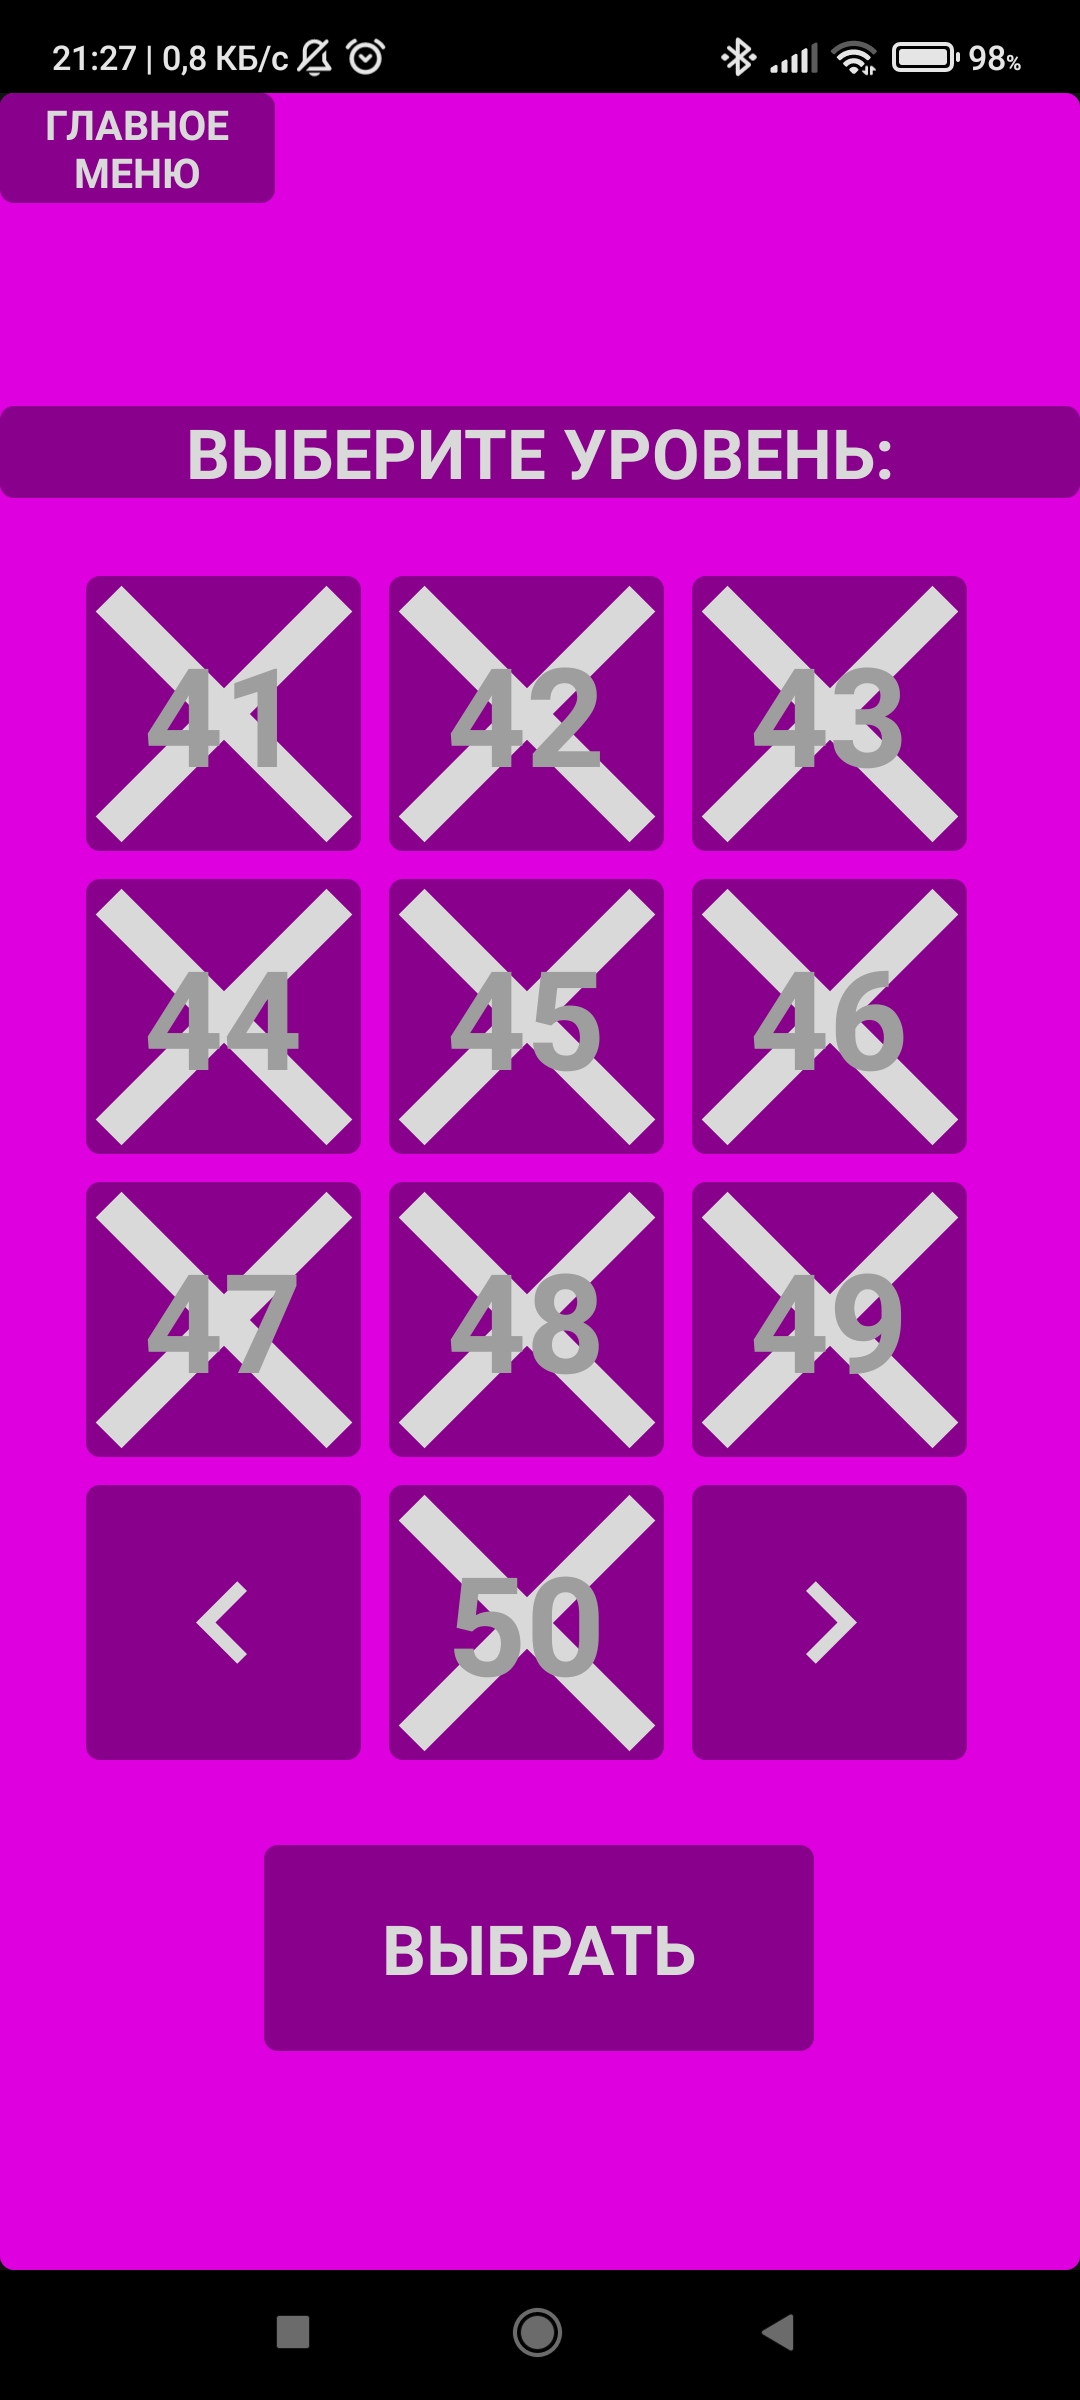 21:27 | 0,8 КБ/с 98%
ГЛАВНОЕ
МЕНЮ
ВЫБЕРИТЕ УРОВЕНЬ:
41 42 43
44 45 46
47 48 49
50
ВЫБРАТЬ